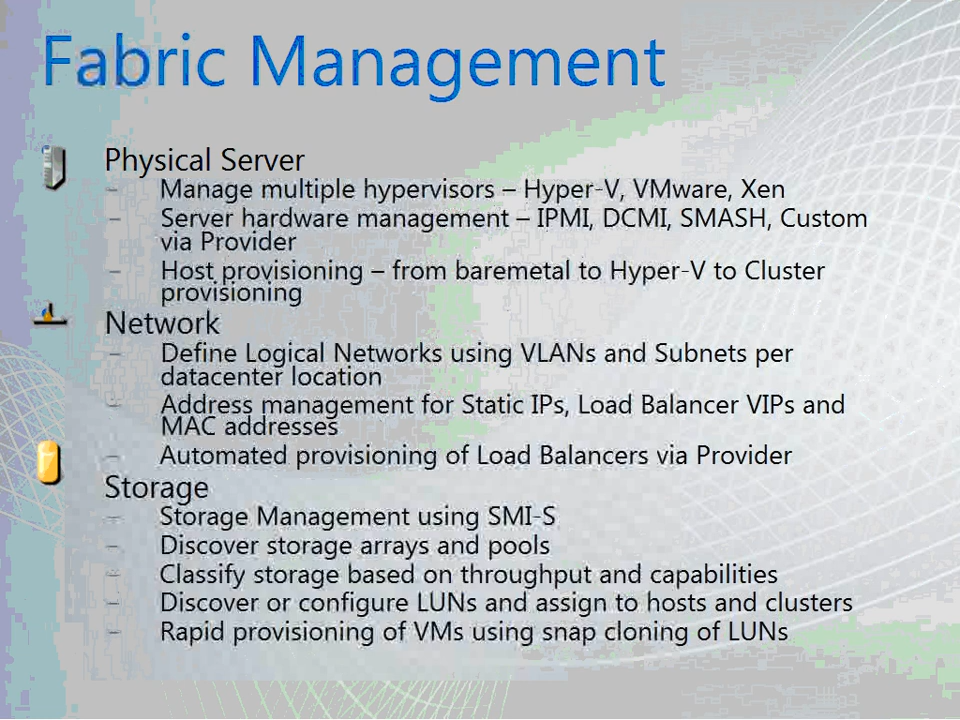 Fabric Management
Physical Server
– Manage multiple hypervisors – Hyper-V, VMware, Xen
– Server hardware management – IPMI, DCMI, SMASH, Custom
via Provider
– Host provisioning – from baremetal to Hyper-V to Cluster
provisioning
Network
– Define Logical Networks using VLANs and Subnets per
datacenter location
– Address management for Static IPs, Load Balancer VIPs and
MAC addresses
– Automated provisioning of Load Balancers via Provider
Storage
– Storage Management using SMI-S
– Discover storage arrays and pools
– Classify storage based on throughput and capabilities
– Discover or configure LUNs and assign to hosts and clusters
– Rapid provisioning of VMs using snap cloning of LUNs